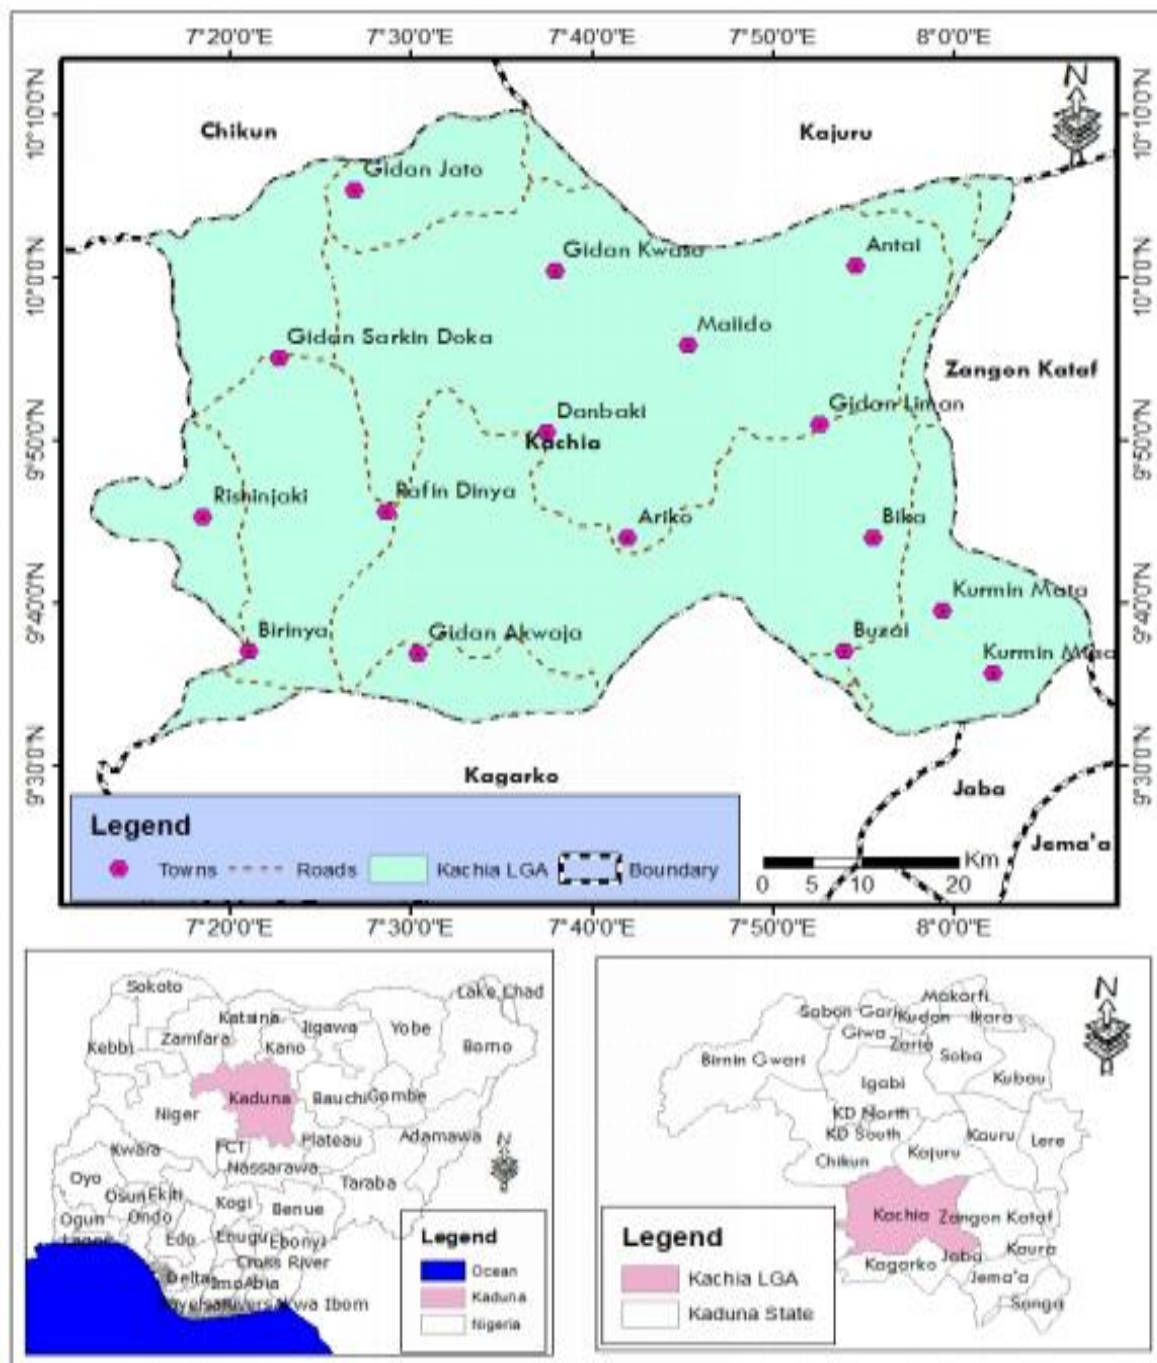 7°20'0"E 7°30'0"E 7°40'0"E 7°50'0"E 8°0'0"E
N
10°10'0"N 10°10'0"N
Chikun Kajuru
Gidan Jato
Gidan Kwasa Antai
10°0'0"N 10°0'0"N
Maiido
Gidan Sarkin Doka
Zangon Kataf
Danbaki Gidan Liman
Kachia
9°50'0"N 9°50'0"N
Rishinjaki Rafin Dinya
Ariko Bika
9°40'0"N 9°40'0"N
Kurmin Mata
Birinya Gidan Akwaja Buzai
Kurmin Mtaa
9°30'0"N 9°30'0"N
Kagarko
Jaba
Jema'a
Legend
Towns Roads Kachia LGA Boundary
Km
0 5 10 20
7°20'0"E 7°30'0"E 7°40'0"E 7°50'0"E 8°0'0"E
Sokoto Lake Chad
Katsina Jigawa Yobe
Zamfara
Kebbi Kano Borno
Kaduna Bauchi Gombe
Niger
Kwara FCT Plateau Adamawa
N
Nassarawa
Oyo Taraba
Osun Ekiti Kogi Benue
Ogun Ondo
Lagos Edo Enugu Ebonyi
Cross River
Delta Imo Abia
Bayelsa Rivers Akwa Ibom
Legend
Ocean
Kaduna
Nigeria
N
Makarfi
Sabon Gari Kudan Ikara
Giwa Zaria
Birnin Gwari Soba
Igabi Kubau
KD North
KD South Kauru Lere
Chikun Kajuru
Kachia Zangon Kataf
Kagarko Jaba Kaura
Jema'a
Sanga
Legend
Kachia LGA
Kaduna State